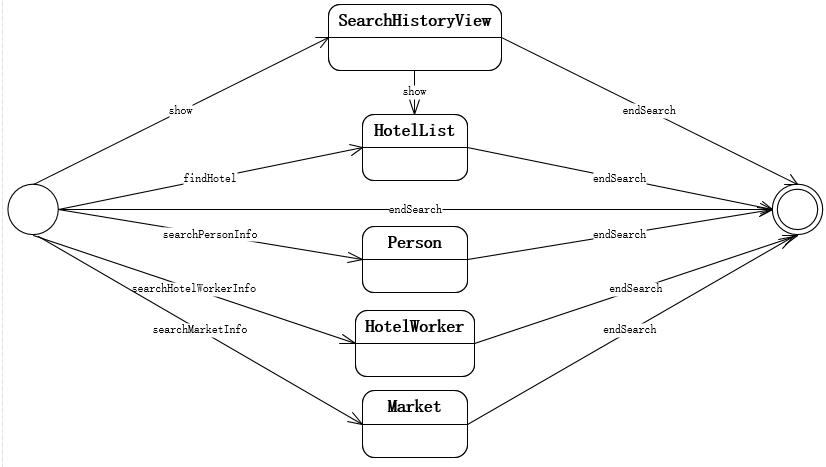 SearchHistoryView
show
show
endSearch
HotelList
findHotel
endSearch
endSearch
searchPersonInfo
Person
endSearch
searchHotelWorkerInfo
endSearch
HotelWorker
searchMarketInfo
endSearch
Market